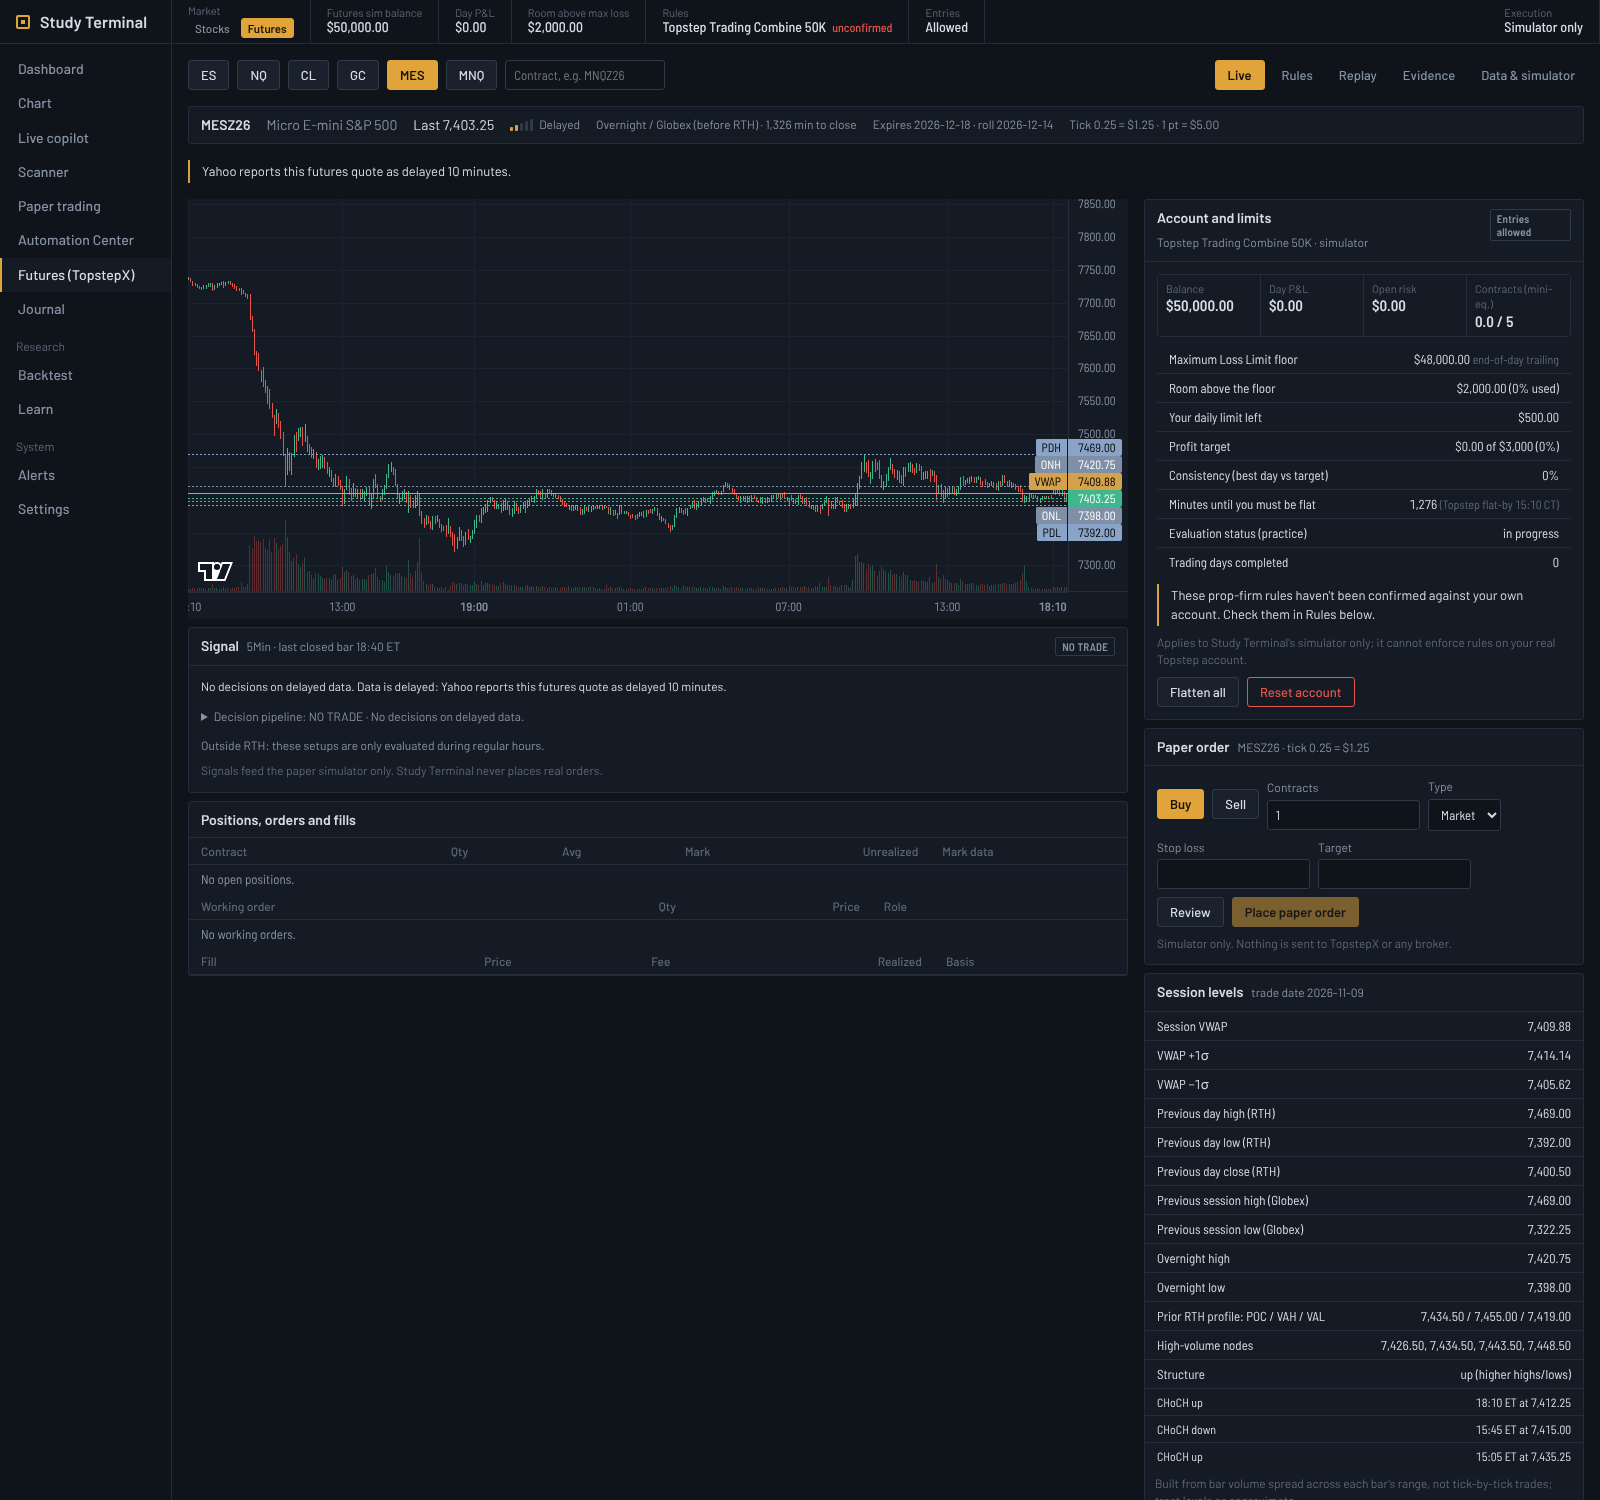 Study Terminal
Market
Stocks Futures
Futures sim balance
$50,000.00
Day P&L
$0.00
Room above max loss
$2,000.00
Rules
Topstep Trading Combine 50K unconfirmed
Entries
Allowed
Execution
Simulator only
Dashboard
Chart
Live copilot
Scanner
Paper trading
Automation Center
Futures (TopstepX)
Journal
Research
Backtest
Learn
System
Alerts
Settings
ES NQ CL GC MES MNQ Contract, e.g. MNQZ26
Live Rules Replay Evidence Data & simulator
MESZ26 Micro E-mini S&P 500 Last 7,403.25 Delayed Overnight / Globex (before RTH) · 1,326 min to close Expires 2026-12-18 · roll 2026-12-14 Tick 0.25 = $1.25 · 1 pt = $5.00
Yahoo reports this futures quote as delayed 10 minutes.
7850.00
7800.00
7750.00
7700.00
7650.00
7600.00
7550.00
7500.00
PDH 7469.00
ONH 7420.75
VWAP 7409.88
7403.25
ONL 7398.00
PDL 7392.00
7300.00
:10 13:00 19:00 01:00 07:00 13:00 18:10
Signal 5Min · last closed bar 18:40 ET NO TRADE
No decisions on delayed data. Data is delayed: Yahoo reports this futures quote as delayed 10 minutes.
Decision pipeline: NO TRADE · No decisions on delayed data.
Outside RTH: these setups are only evaluated during regular hours.
Signals feed the paper simulator only. Study Terminal never places real orders.
Positions, orders and fills
Contract Qty Avg Mark Unrealized Mark data
No open positions.
Working order Qty Price Role
No working orders.
Fill Price Fee Realized Basis
Account and limits
Topstep Trading Combine 50K · simulator
Entries
allowed
Balance
$50,000.00
Day P&L
$0.00
Open risk
$0.00
Contracts (mini-
eq.)
0.0 / 5
Maximum Loss Limit floor $48,000.00 end-of-day trailing
Room above the floor $2,000.00 (0% used)
Your daily limit left $500.00
Profit target $0.00 of $3,000 (0%)
Consistency (best day vs target) 0%
Minutes until you must be flat 1,276 (Topstep flat-by 15:10 CT)
Evaluation status (practice) in progress
Trading days completed 0
These prop-firm rules haven't been confirmed against your own
account. Check them in Rules below.
Applies to Study Terminal's simulator only; it cannot enforce rules on your real
Topstep account.
Flatten all Reset account
Paper order MESZ26 · tick 0.25 = $1.25
Buy Sell
Contracts
1
Type
Market
Stop loss Target
Review Place paper order
Simulator only. Nothing is sent to TopstepX or any broker.
Session levels trade date 2026-11-09
Session VWAP 7,409.88
VWAP +1σ 7,414.14
VWAP −1σ 7,405.62
Previous day high (RTH) 7,469.00
Previous day low (RTH) 7,392.00
Previous day close (RTH) 7,400.50
Previous session high (Globex) 7,469.00
Previous session low (Globex) 7,322.25
Overnight high 7,420.75
Overnight low 7,398.00
Prior RTH profile: POC / VAH / VAL 7,434.50 / 7,455.00 / 7,419.00
High-volume nodes 7,426.50, 7,434.50, 7,443.50, 7,448.50
Structure up (higher highs/lows)
CHoCH up 18:10 ET at 7,412.25
CHoCH down 15:45 ET at 7,415.00
CHoCH up 15:05 ET at 7,435.25
Built from bar volume spread across each bar's range, not tick-by-tick trades;